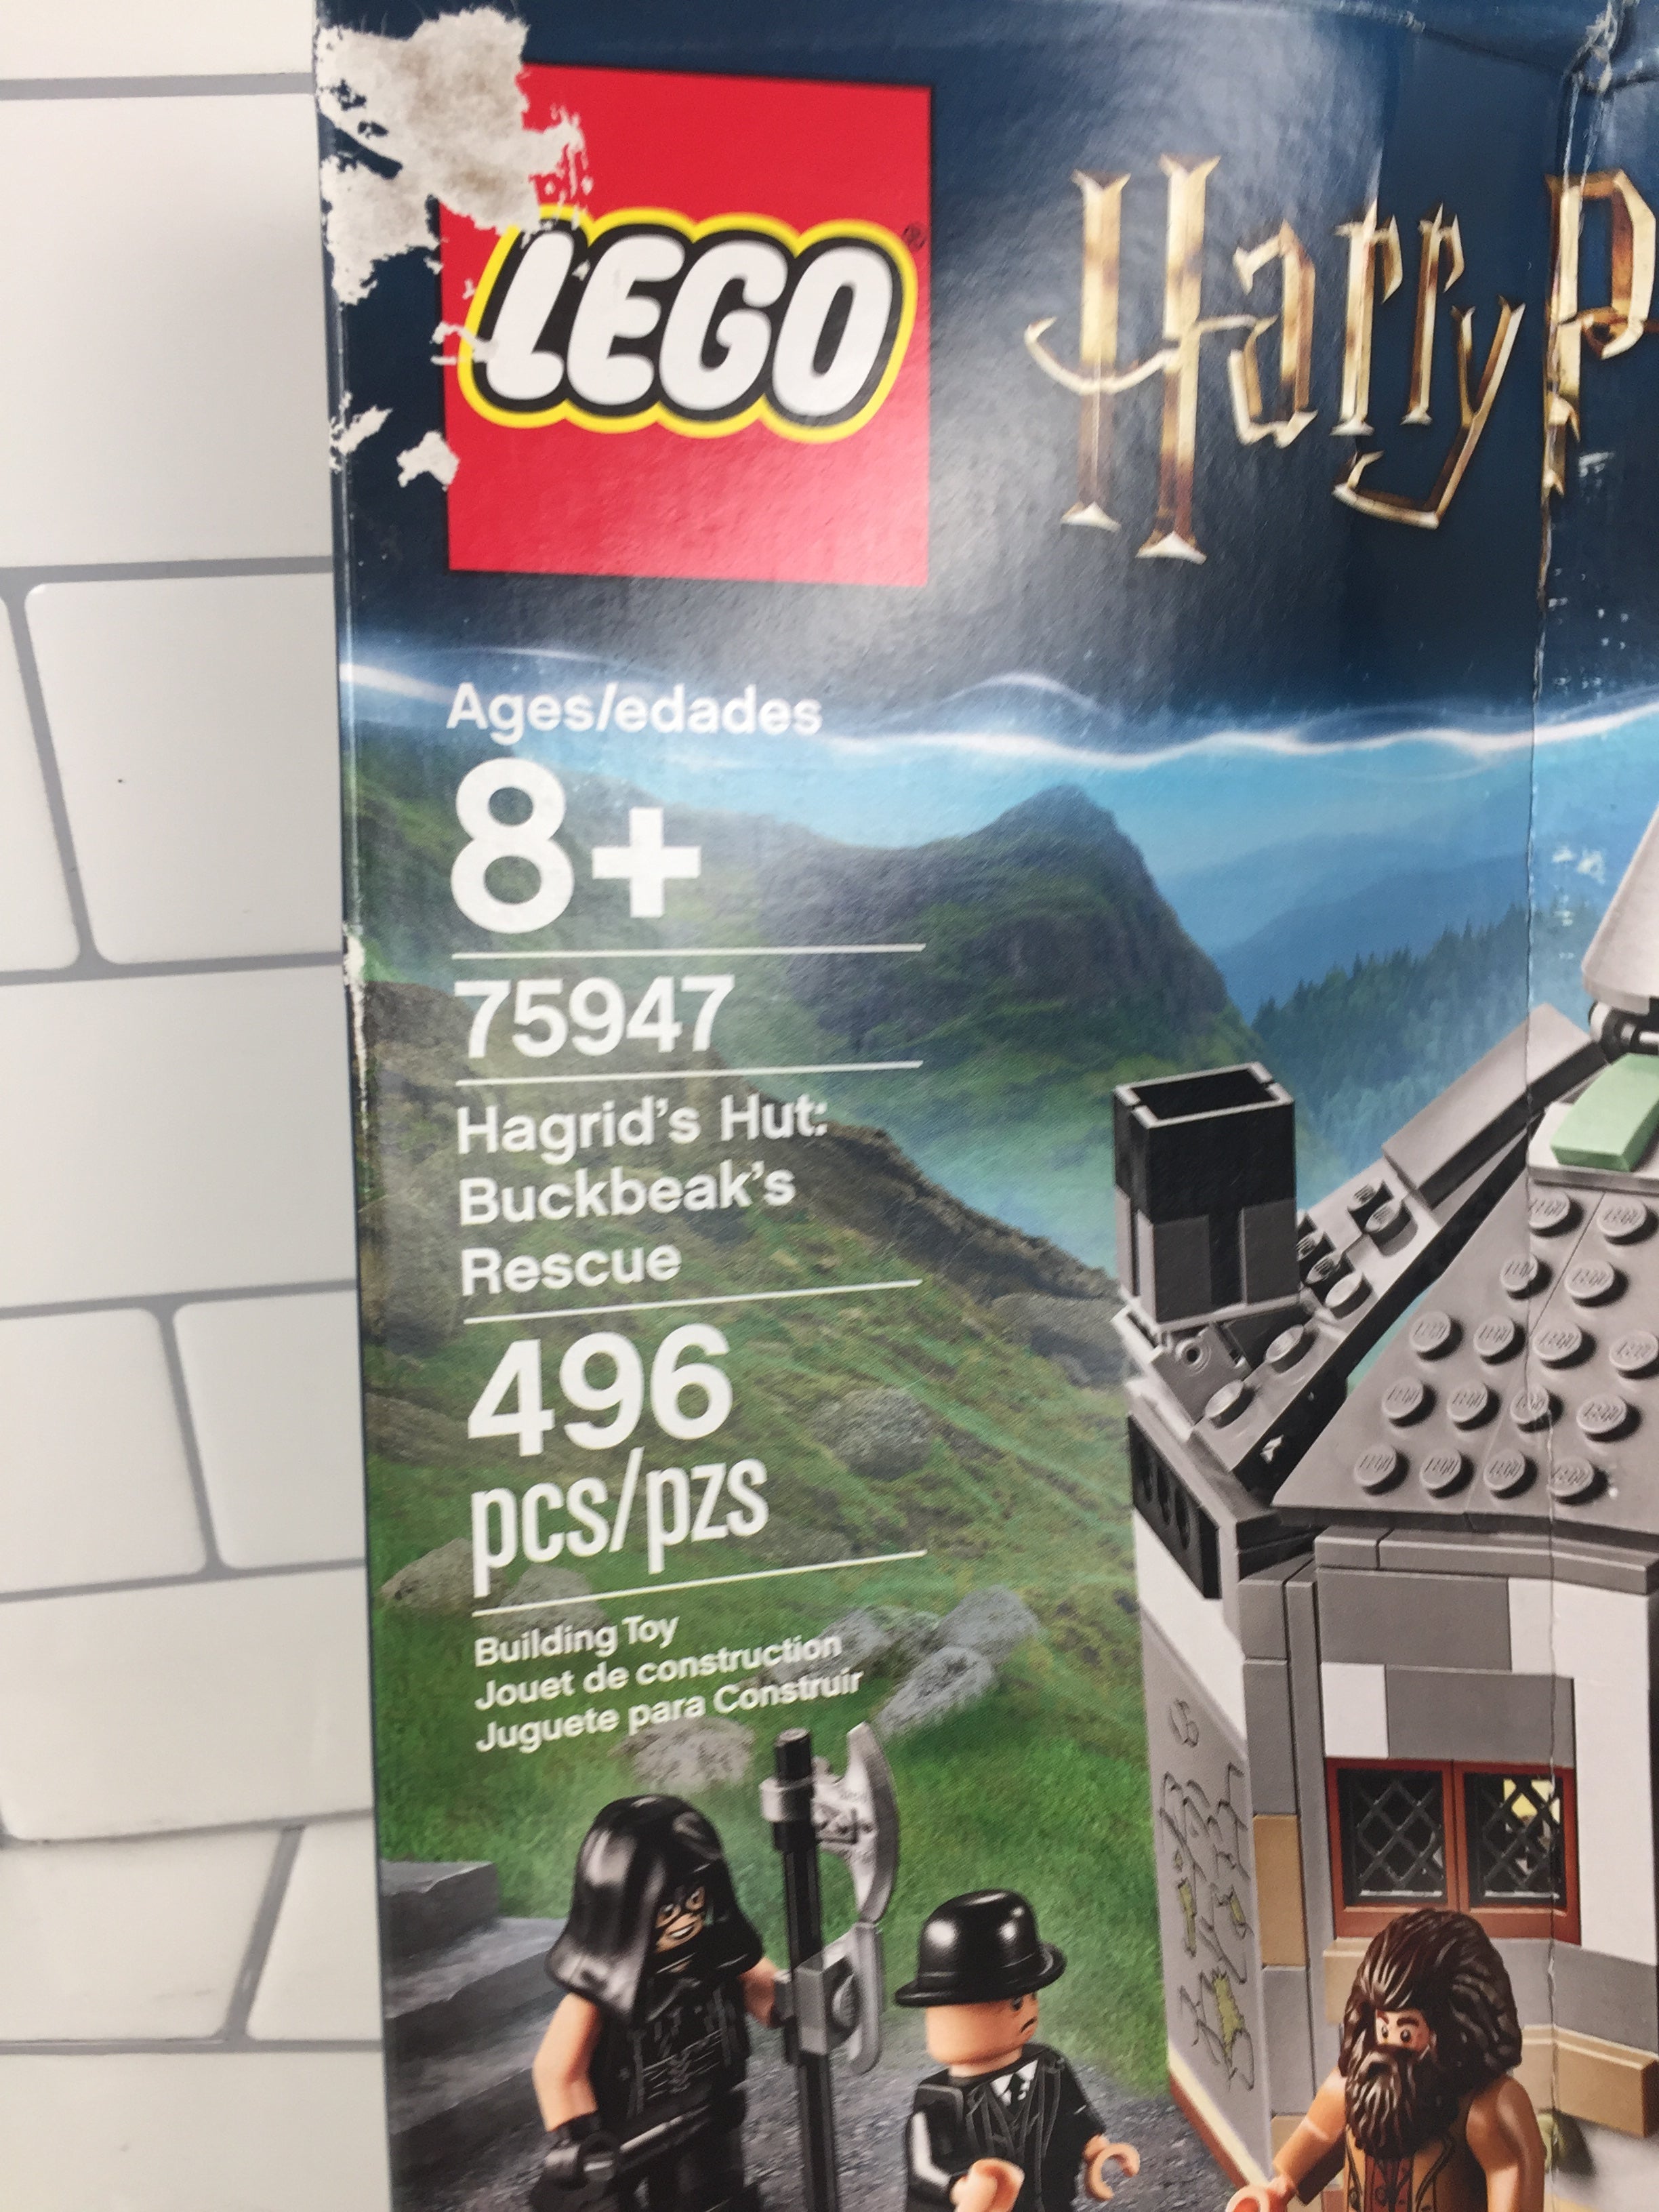 LEGO
Harry P
Ages/edades
8+
75947
Hagrid's Hut:
Buckbeak's
Rescue
496
pcs/pzs
Building Toy
Jouet de construction
Juguete para Construir